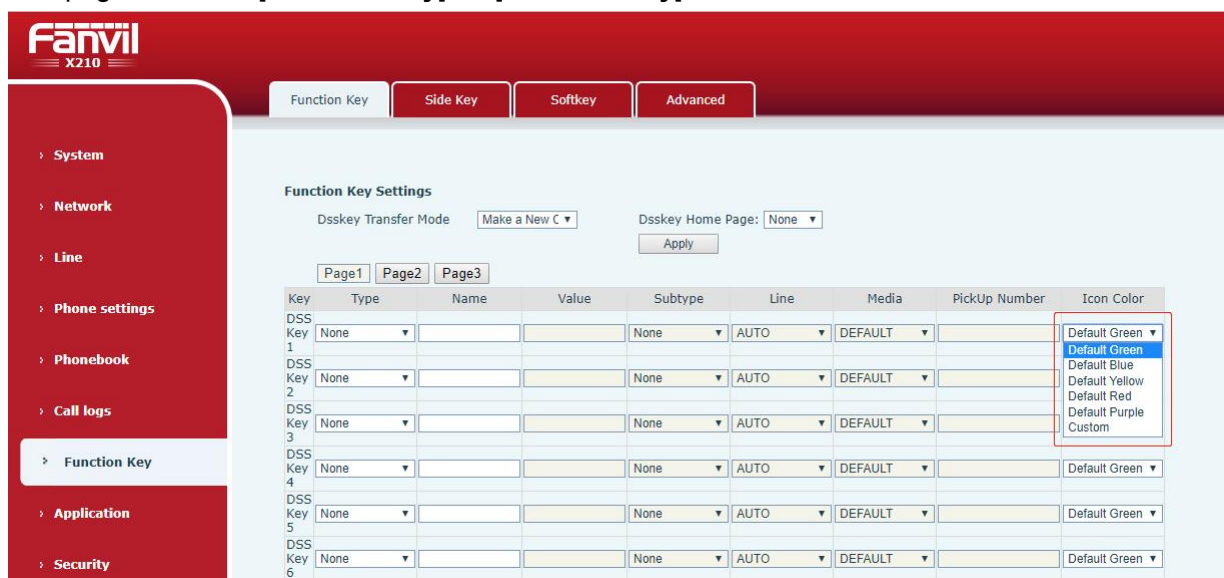 Fanvil
X210
Function Key Side Key Softkey Advanced
› System
› Network
› Line
› Phone settings
› Phonebook
› Call logs
› Function Key
› Application
› Security
Function Key Settings
Dsskey Transfer Mode Make a New C ▼ Dsskey Home Page: None ▼
Apply
Page1 Page2 Page3
Key Type Name Value Subtype Line Media PickUp Number Icon Color
DSS Key 1 None ▼ None ▼ AUTO ▼ DEFAULT ▼ Default Green ▼
Default Green
Default Blue
Default Yellow
Default Red
Default Purple
Custom
DSS Key 2 None ▼ None ▼ AUTO ▼ DEFAULT ▼
DSS Key 3 None ▼ None ▼ AUTO ▼ DEFAULT ▼
DSS Key 4 None ▼ None ▼ AUTO ▼ DEFAULT ▼ Default Green ▼
DSS Key 5 None ▼ None ▼ AUTO ▼ DEFAULT ▼ Default Green ▼
DSS Key 6 None ▼ None ▼ AUTO ▼ DEFAULT ▼ Default Green ▼